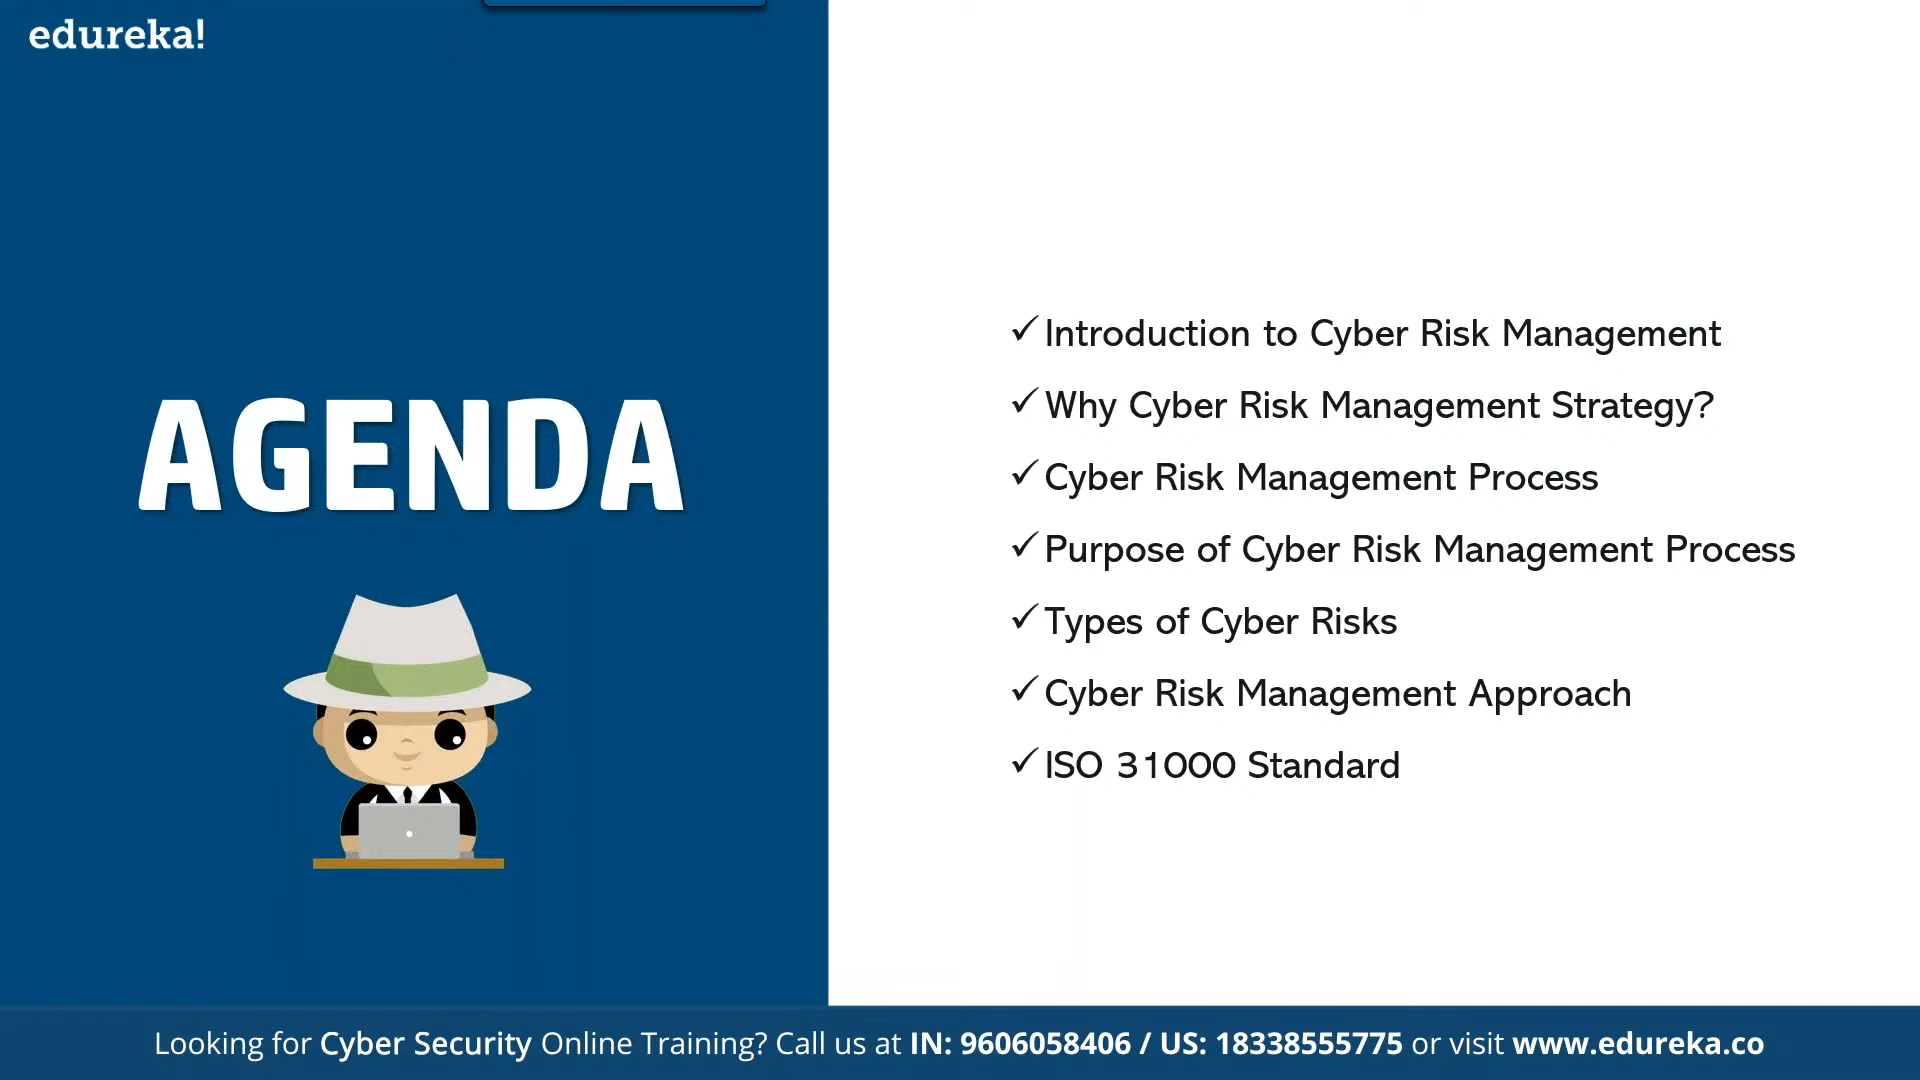 edureka!
AGENDA
✓ Introduction to Cyber Risk Management
✓ Why Cyber Risk Management Strategy?
✓ Cyber Risk Management Process
✓ Purpose of Cyber Risk Management Process
✓ Types of Cyber Risks
✓ Cyber Risk Management Approach
✓ ISO 31000 Standard
Looking for Cyber Security Online Training? Call us at IN: 9606058406 / US: 18338555775 or visit www.edureka.co